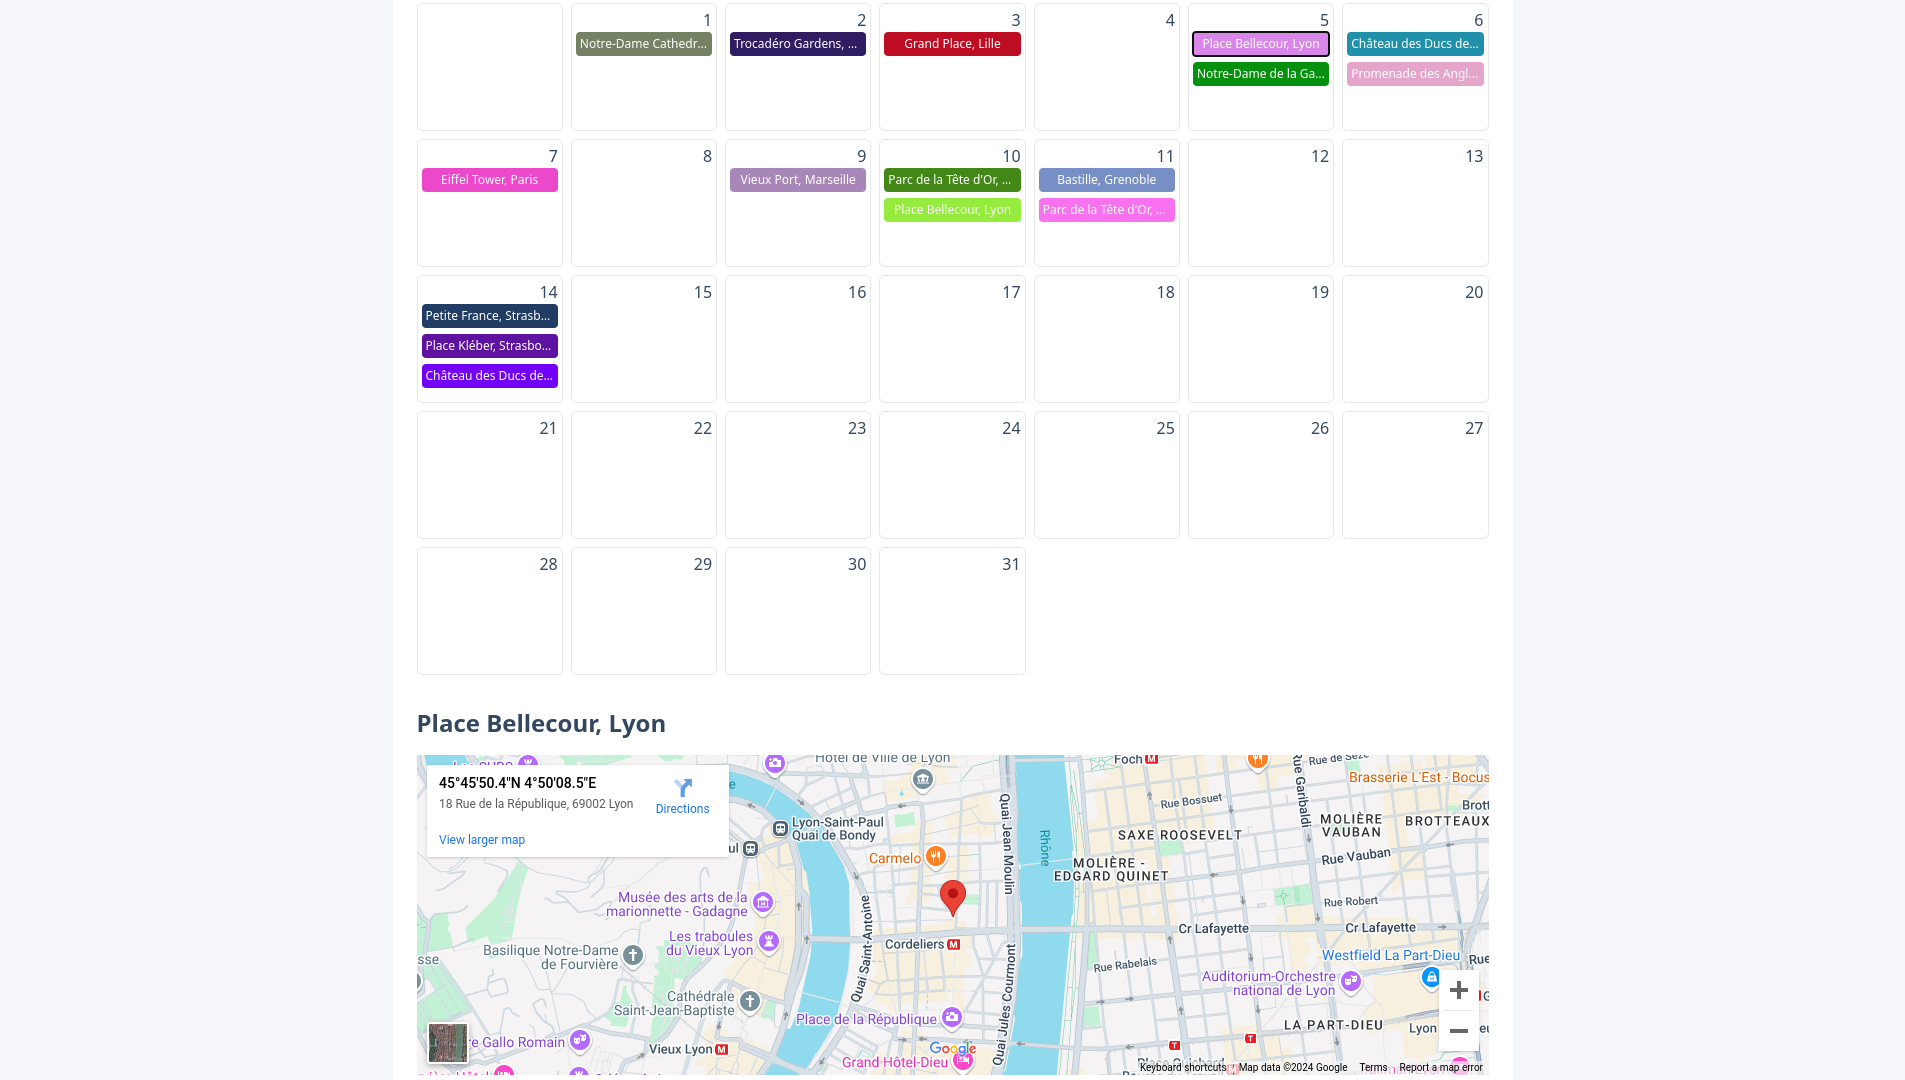 1
2
3
4
5
6
Notre-Dame Cathedr...
Trocadéro Gardens, ...
Grand Place, Lille
Place Bellecour, Lyon
Château des Ducs de...
Notre-Dame de la Ga...
Promenade des Angl...
7
8
9
10
11
12
13
Eiffel Tower, Paris
Vieux Port, Marseille
Parc de la Tête d'Or, ...
Bastille, Grenoble
Place Bellecour, Lyon
Parc de la Tête d'Or, ...
14
15
16
17
18
19
20
Petite France, Strasb...
Place Kléber, Strasbo...
Château des Ducs de...
21
22
23
24
25
26
27
28
29
30
31
Place Bellecour, Lyon
45°45'50.4"N 4°50'08.5"E
18 Rue de la République, 69002 Lyon
Directions
View larger map
Hôtel de Ville de Lyon
Foch M
Rue de Sèze
Rue Garibaldi
Brasserie L'Est - Bocus
Rue Bossuet
Lyon-Saint-Paul
Quai de Bondy
Quai Jean Moulin
Rhône
SAXE ROOSEVELT
MOLIÈRE
VAUBAN
Brott
BROTTEAUX
Carmelo
MOLIÈRE -
EDGARD QUINET
Rue Vauban
Musée des arts de la
marionnette - Gadagne
Rue Robert
Les traboules
du Vieux Lyon
Quai Saint-Antoine
Cordeliers M
Cr Lafayette
Cr Lafayette
Basilique Notre-Dame
de Fourvière
sse
Rue Rabelais
Westfield La Part-Dieu
Rue
Auditorium-Orchestre
national de Lyon
Cathédrale
Saint-Jean-Baptiste
Quai Jules Courmont
Place de la République
LA PART-DIEU
Lyon
e Gallo Romain
Vieux Lyon M
Google
Grand Hôtel-Dieu
Place Guichard
Keyboard shortcuts
Map data ©2024 Google
Terms
Report a map error